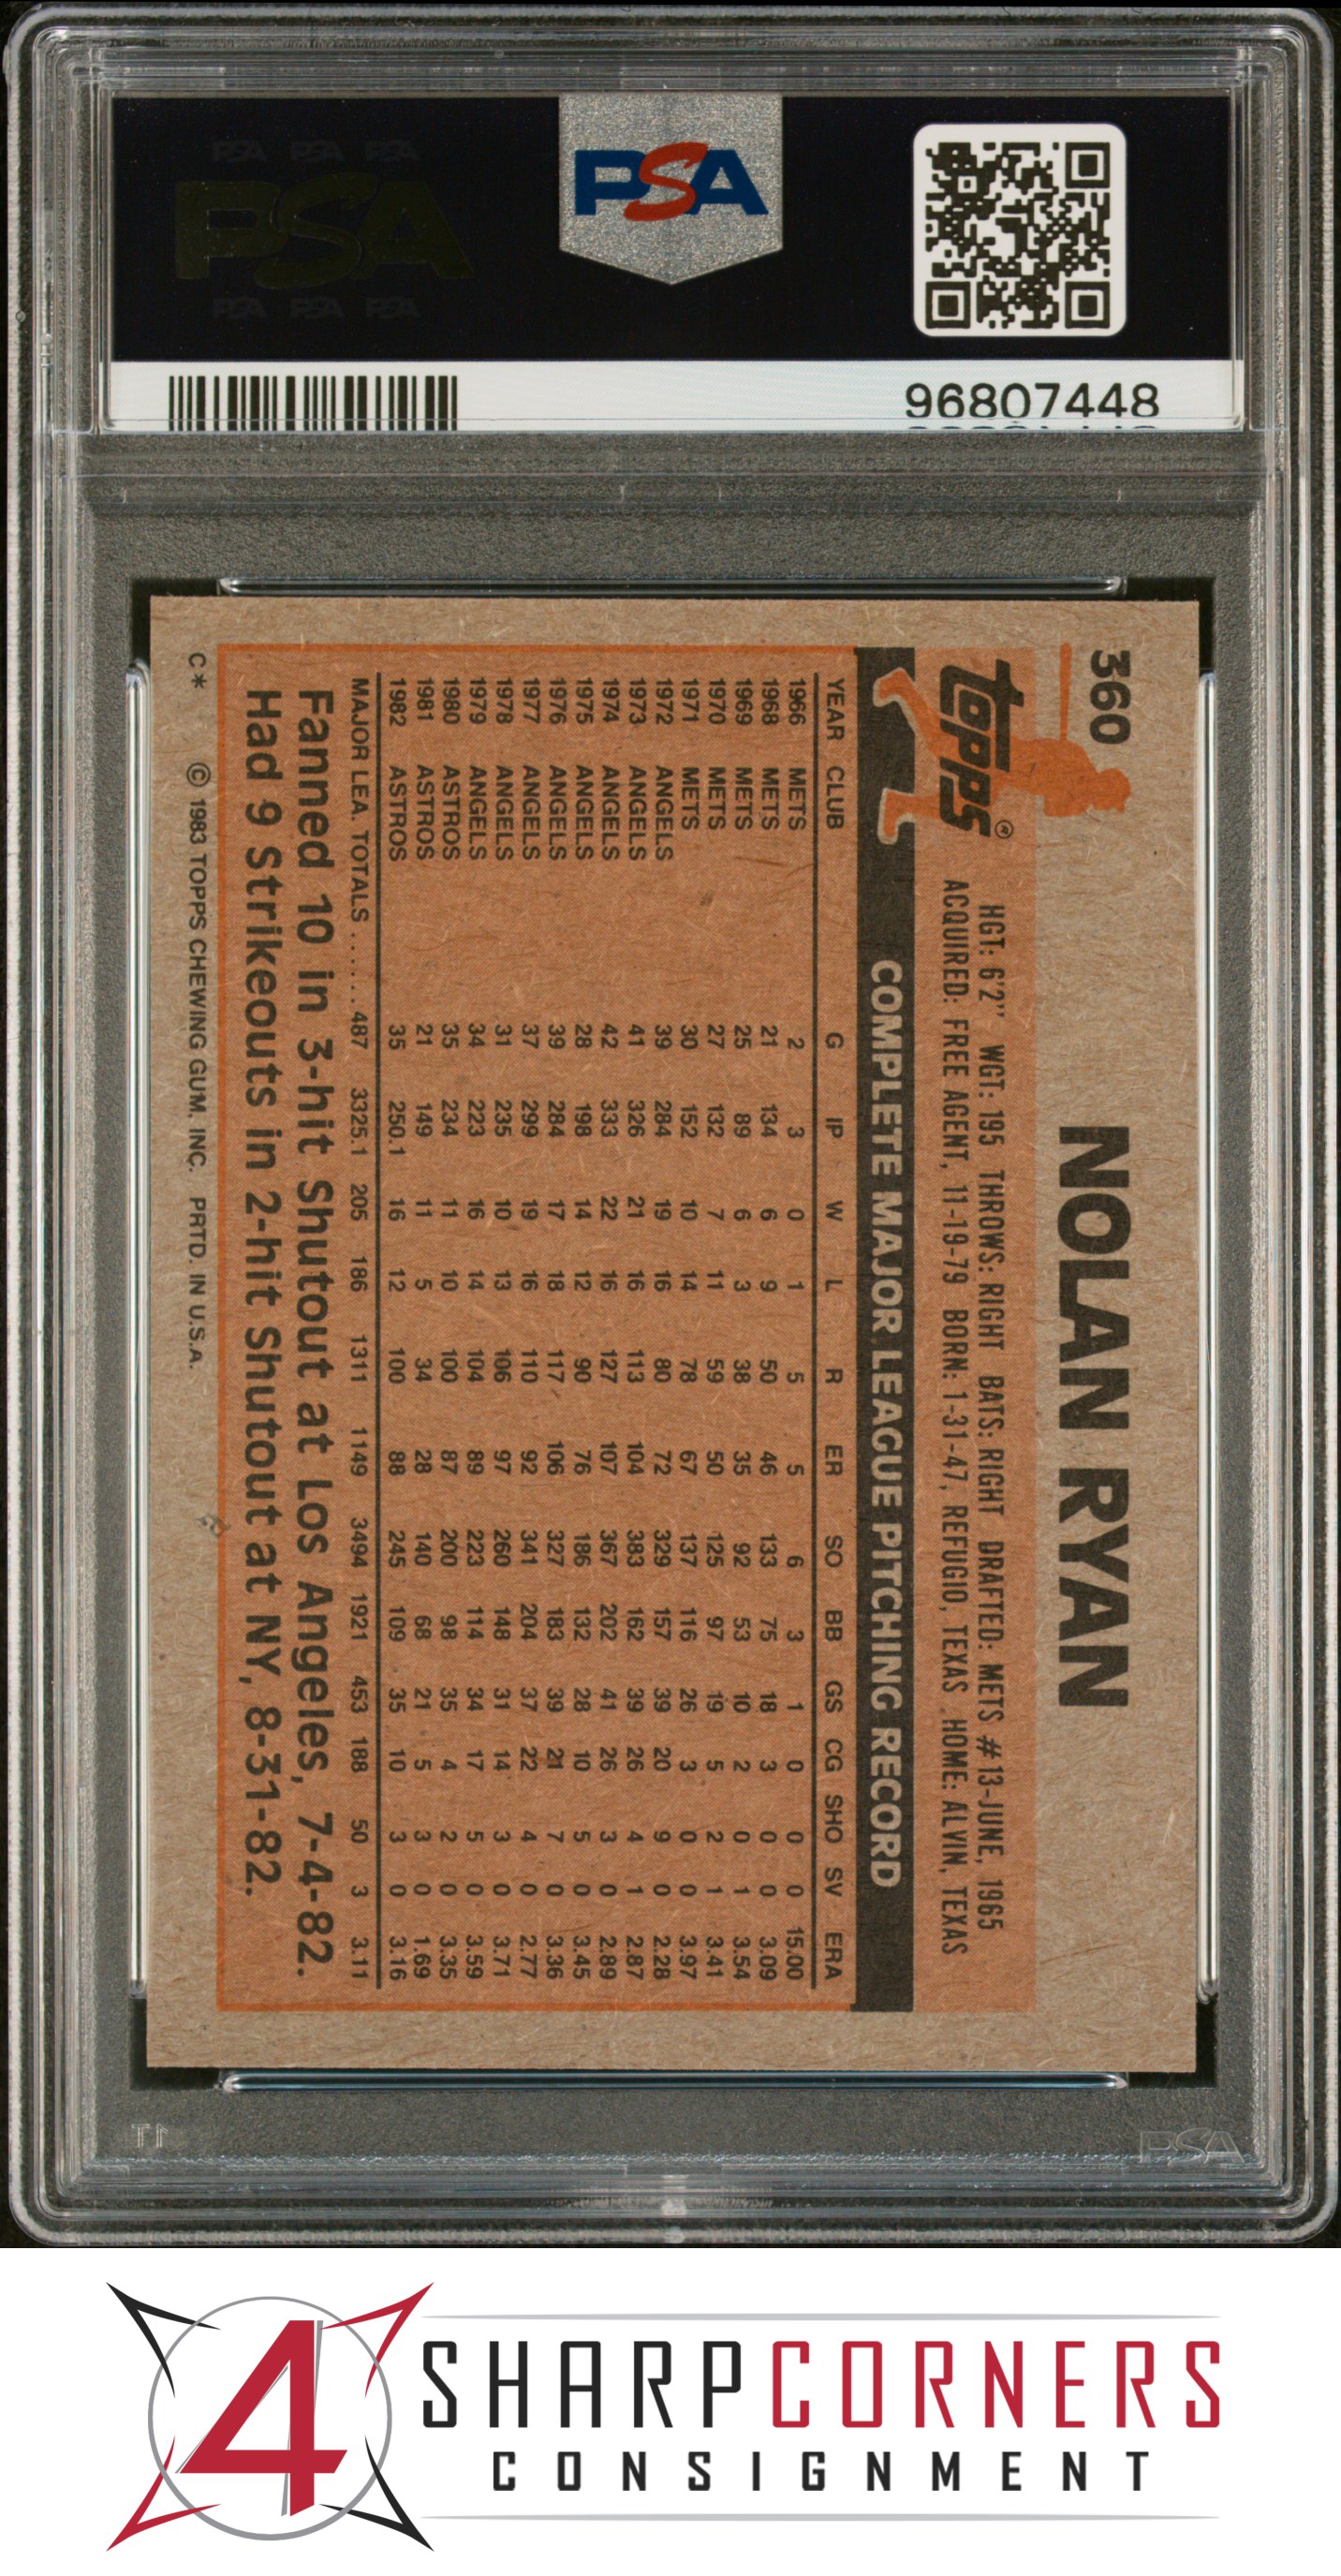 PSA PSA PSA
PSA
PSA PSA PSA
PSA
96807448
360
NOLAN RYAN
topps®
HGT: 6'2" WGT: 195 THROWS: RIGHT BATS: RIGHT DRAFTED: METS #13-JUNE, 1965
ACQUIRED: FREE AGENT, 11-19-79 BORN: 1-31-47, REFUGIO, TEXAS HOME: ALVIN, TEXAS
COMPLETE MAJOR LEAGUE PITCHING RECORD
YEAR CLUB G IP W L R ER SO BB GS CG SHO SV ERA
1966 METS 2 3 0 1 5 5 6 3 1 0 0 0 15.00
1968 METS 21 134 6 9 50 46 133 75 18 3 0 0 3.09
1969 METS 25 89 6 3 38 35 92 53 10 2 0 1 3.54
1970 METS 27 132 7 11 59 50 125 97 19 5 2 1 3.41
1971 METS 30 152 10 14 78 67 137 116 26 3 0 0 3.97
1972 ANGELS 39 284 19 16 80 72 329 157 39 20 9 0 2.28
1973 ANGELS 41 326 21 16 113 104 383 162 39 26 4 1 2.87
1974 ANGELS 42 333 22 16 127 107 367 202 41 26 3 0 2.89
1975 ANGELS 28 198 14 12 90 76 186 132 28 10 5 0 3.45
1976 ANGELS 39 284 17 18 117 106 327 183 39 21 7 0 3.36
1977 ANGELS 37 299 19 16 110 92 341 204 37 22 4 0 2.77
1978 ANGELS 31 235 10 13 106 97 260 148 31 14 3 0 3.71
1979 ANGELS 34 223 16 14 104 89 223 114 34 17 5 0 3.59
1980 ASTROS 35 234 11 10 100 87 200 98 35 4 2 0 3.35
1981 ASTROS 21 149 11 5 34 28 140 68 21 5 3 0 1.69
1982 ASTROS 35 250.1 16 12 100 88 245 109 35 10 3 0 3.16
MAJOR LEA. TOTALS.......487 3325.1 205 186 1311 1149 3494 1921 453 188 50 3 3.11
Fanned 10 in 3-hit Shutout at Los Angeles, 7-4-82.
Had 9 Strikeouts in 2-hit Shutout at NY, 8-31-82.
C* © 1983 TOPPS CHEWING GUM. INC. PRTD. IN U.S.A.
PSA
4 SHARPCORNERS
CONSIGNMENT